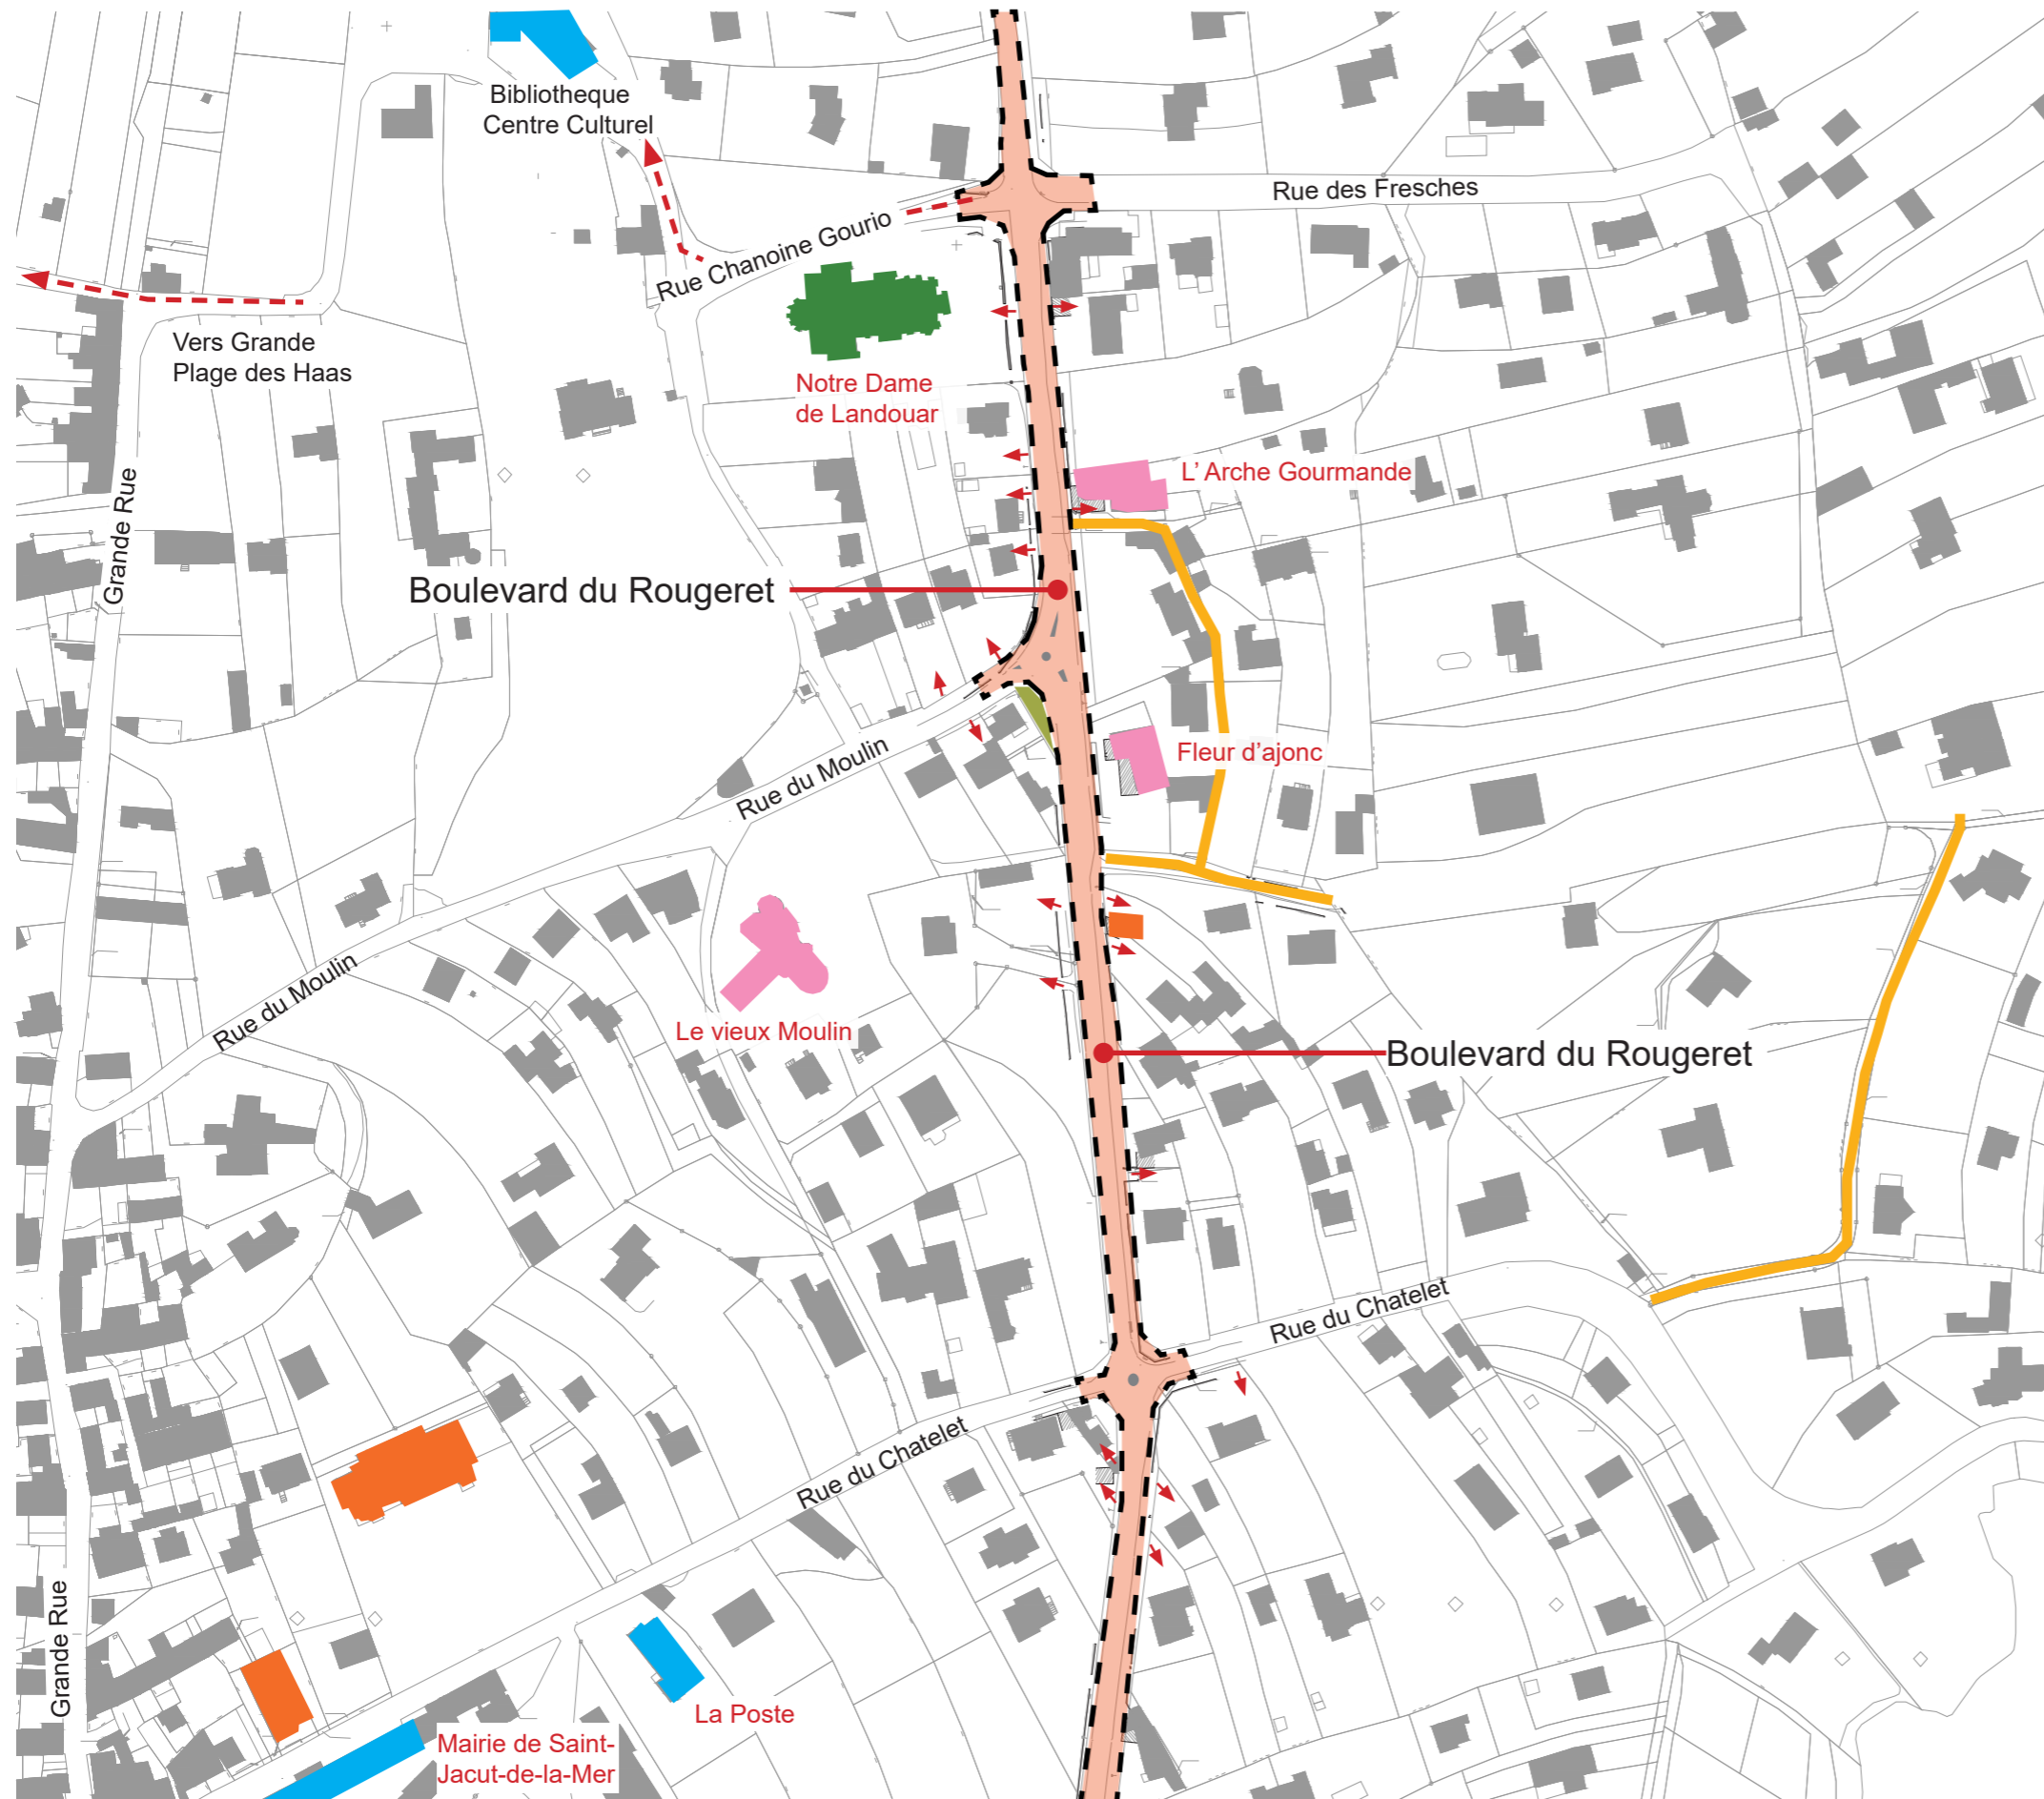 Bibliotheque
Centre Culturel
Rue des Fresches
Rue Chanoine Gourio
Vers Grande
Plage des Haas
Notre Dame
de Landouar
L' Arche Gourmande
Grande Rue
Boulevard du Rougeret
Fleur d’ajonc
Rue du Moulin
Rue du Moulin
Le vieux Moulin
Boulevard du Rougeret
Rue du Chatelet
Rue du Chatelet
Grande Rue
La Poste
Mairie de Saint-
Jacut-de-la-Mer